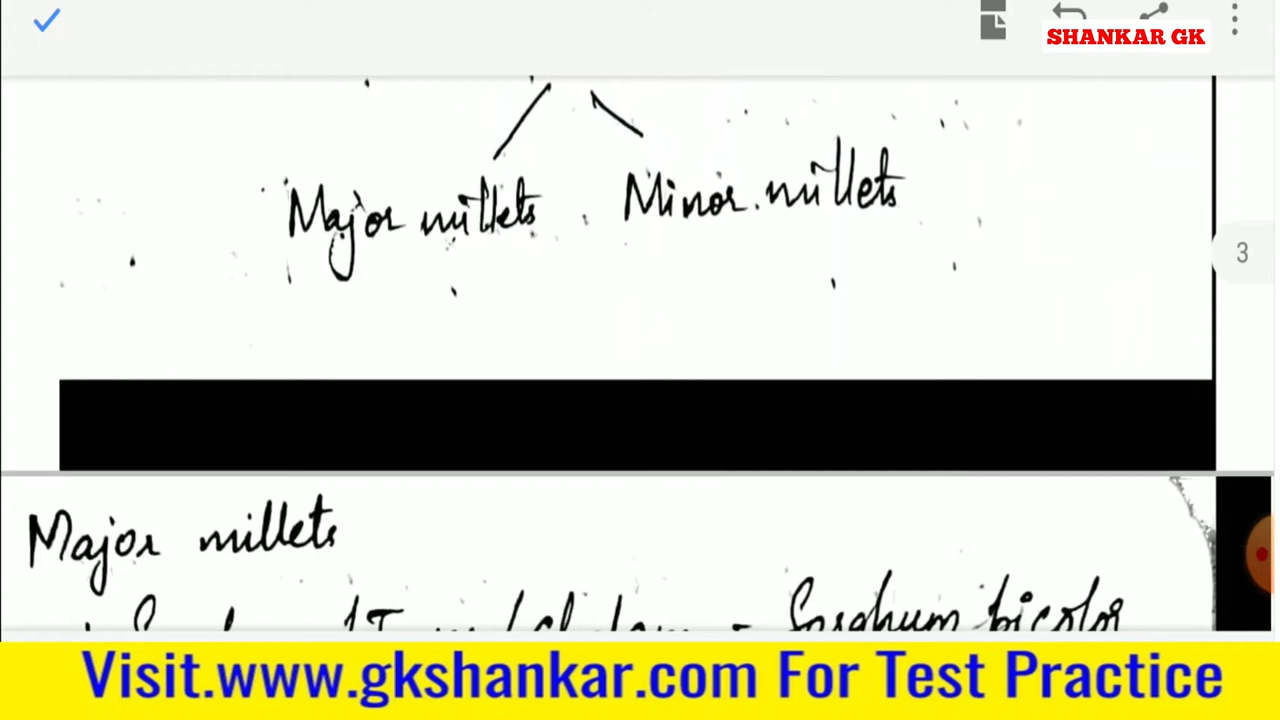 SHANKAR GK
Major millets Minor millets
3
Major millets
- Sorghum bicolor
Visit.www.gkshankar.com For Test Practice